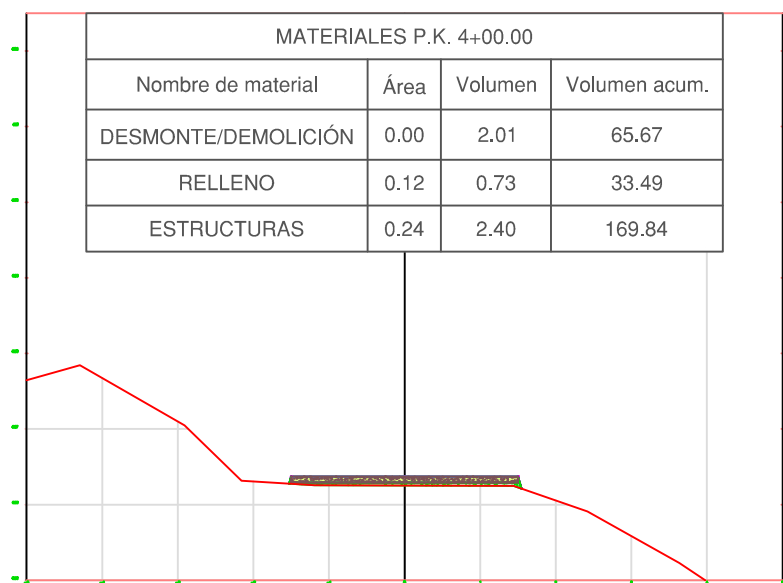 MATERIALES P.K. 4+00.00
Nombre de material Área Volumen Volumen acum.
DESMONTE/DEMOLICIÓN 0.00 2.01 65.67
RELLENO 0.12 0.73 33.49
ESTRUCTURAS 0.24 2.40 169.84